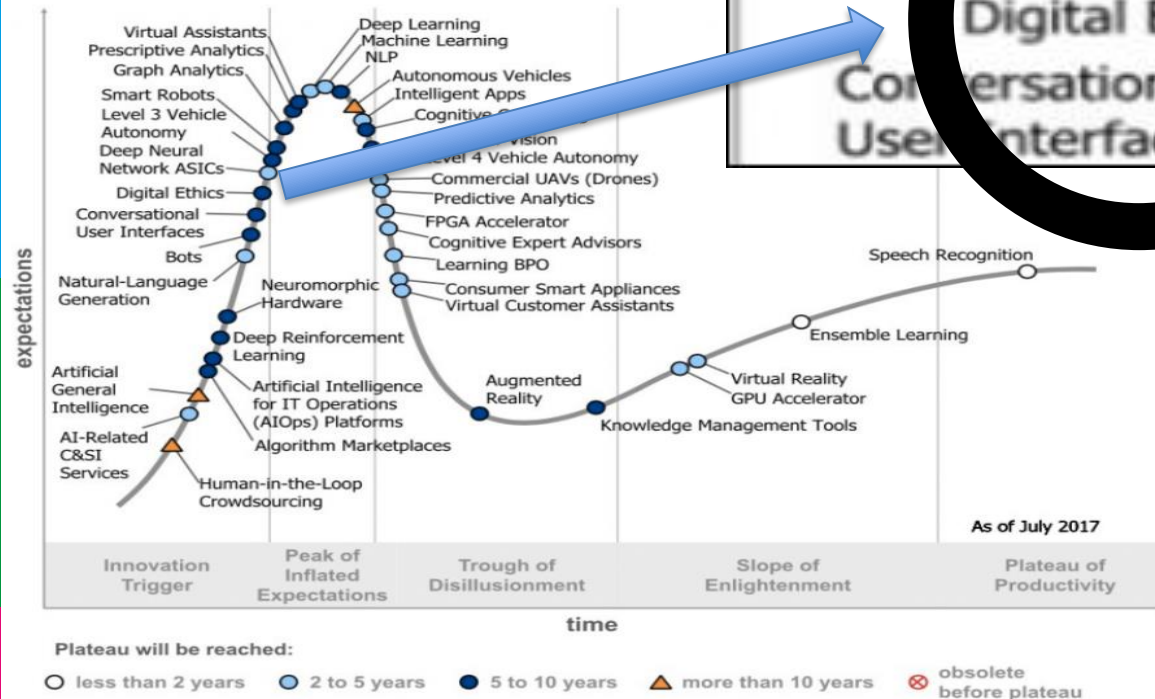 Digital
Conversation
User Interfac
Virtual Assistants
Prescriptive Analytics
Graph Analytics
Smart Robots
Level 3 Vehicle
Autonomy
Deep Neural
Network ASICs
Digital Ethics
Conversational
User Interfaces
Bots
Natural-Language
Generation
Artificial
General
Intelligence
AI-Related
C&SI
Services
Deep Learning
Machine Learning
NLP
Autonomous Vehicles
Intelligent Apps
Cognitive
Vision
Level 4 Vehicle Autonomy
Commercial UAVs (Drones)
Predictive Analytics
FPGA Accelerator
Cognitive Expert Advisors
Learning BPO
Consumer Smart Appliances
Virtual Customer Assistants
Neuromorphic
Hardware
Deep Reinforcement
Learning
Artificial Intelligence
for IT Operations
(AIOps) Platforms
Algorithm Marketplaces
Human-in-the-Loop
Crowdsourcing
Augmented
Reality
Knowledge Management Tools
Virtual Reality
GPU Accelerator
Ensemble Learning
Speech Recognition
expectations
As of July 2017
Innovation
Trigger
Peak of
Inflated
Expectations
Trough of
Disillusionment
Slope of
Enlightenment
Plateau of
Productivity
time
Plateau will be reached:
less than 2 years
2 to 5 years
5 to 10 years
more than 10 years
obsolete
before plateau